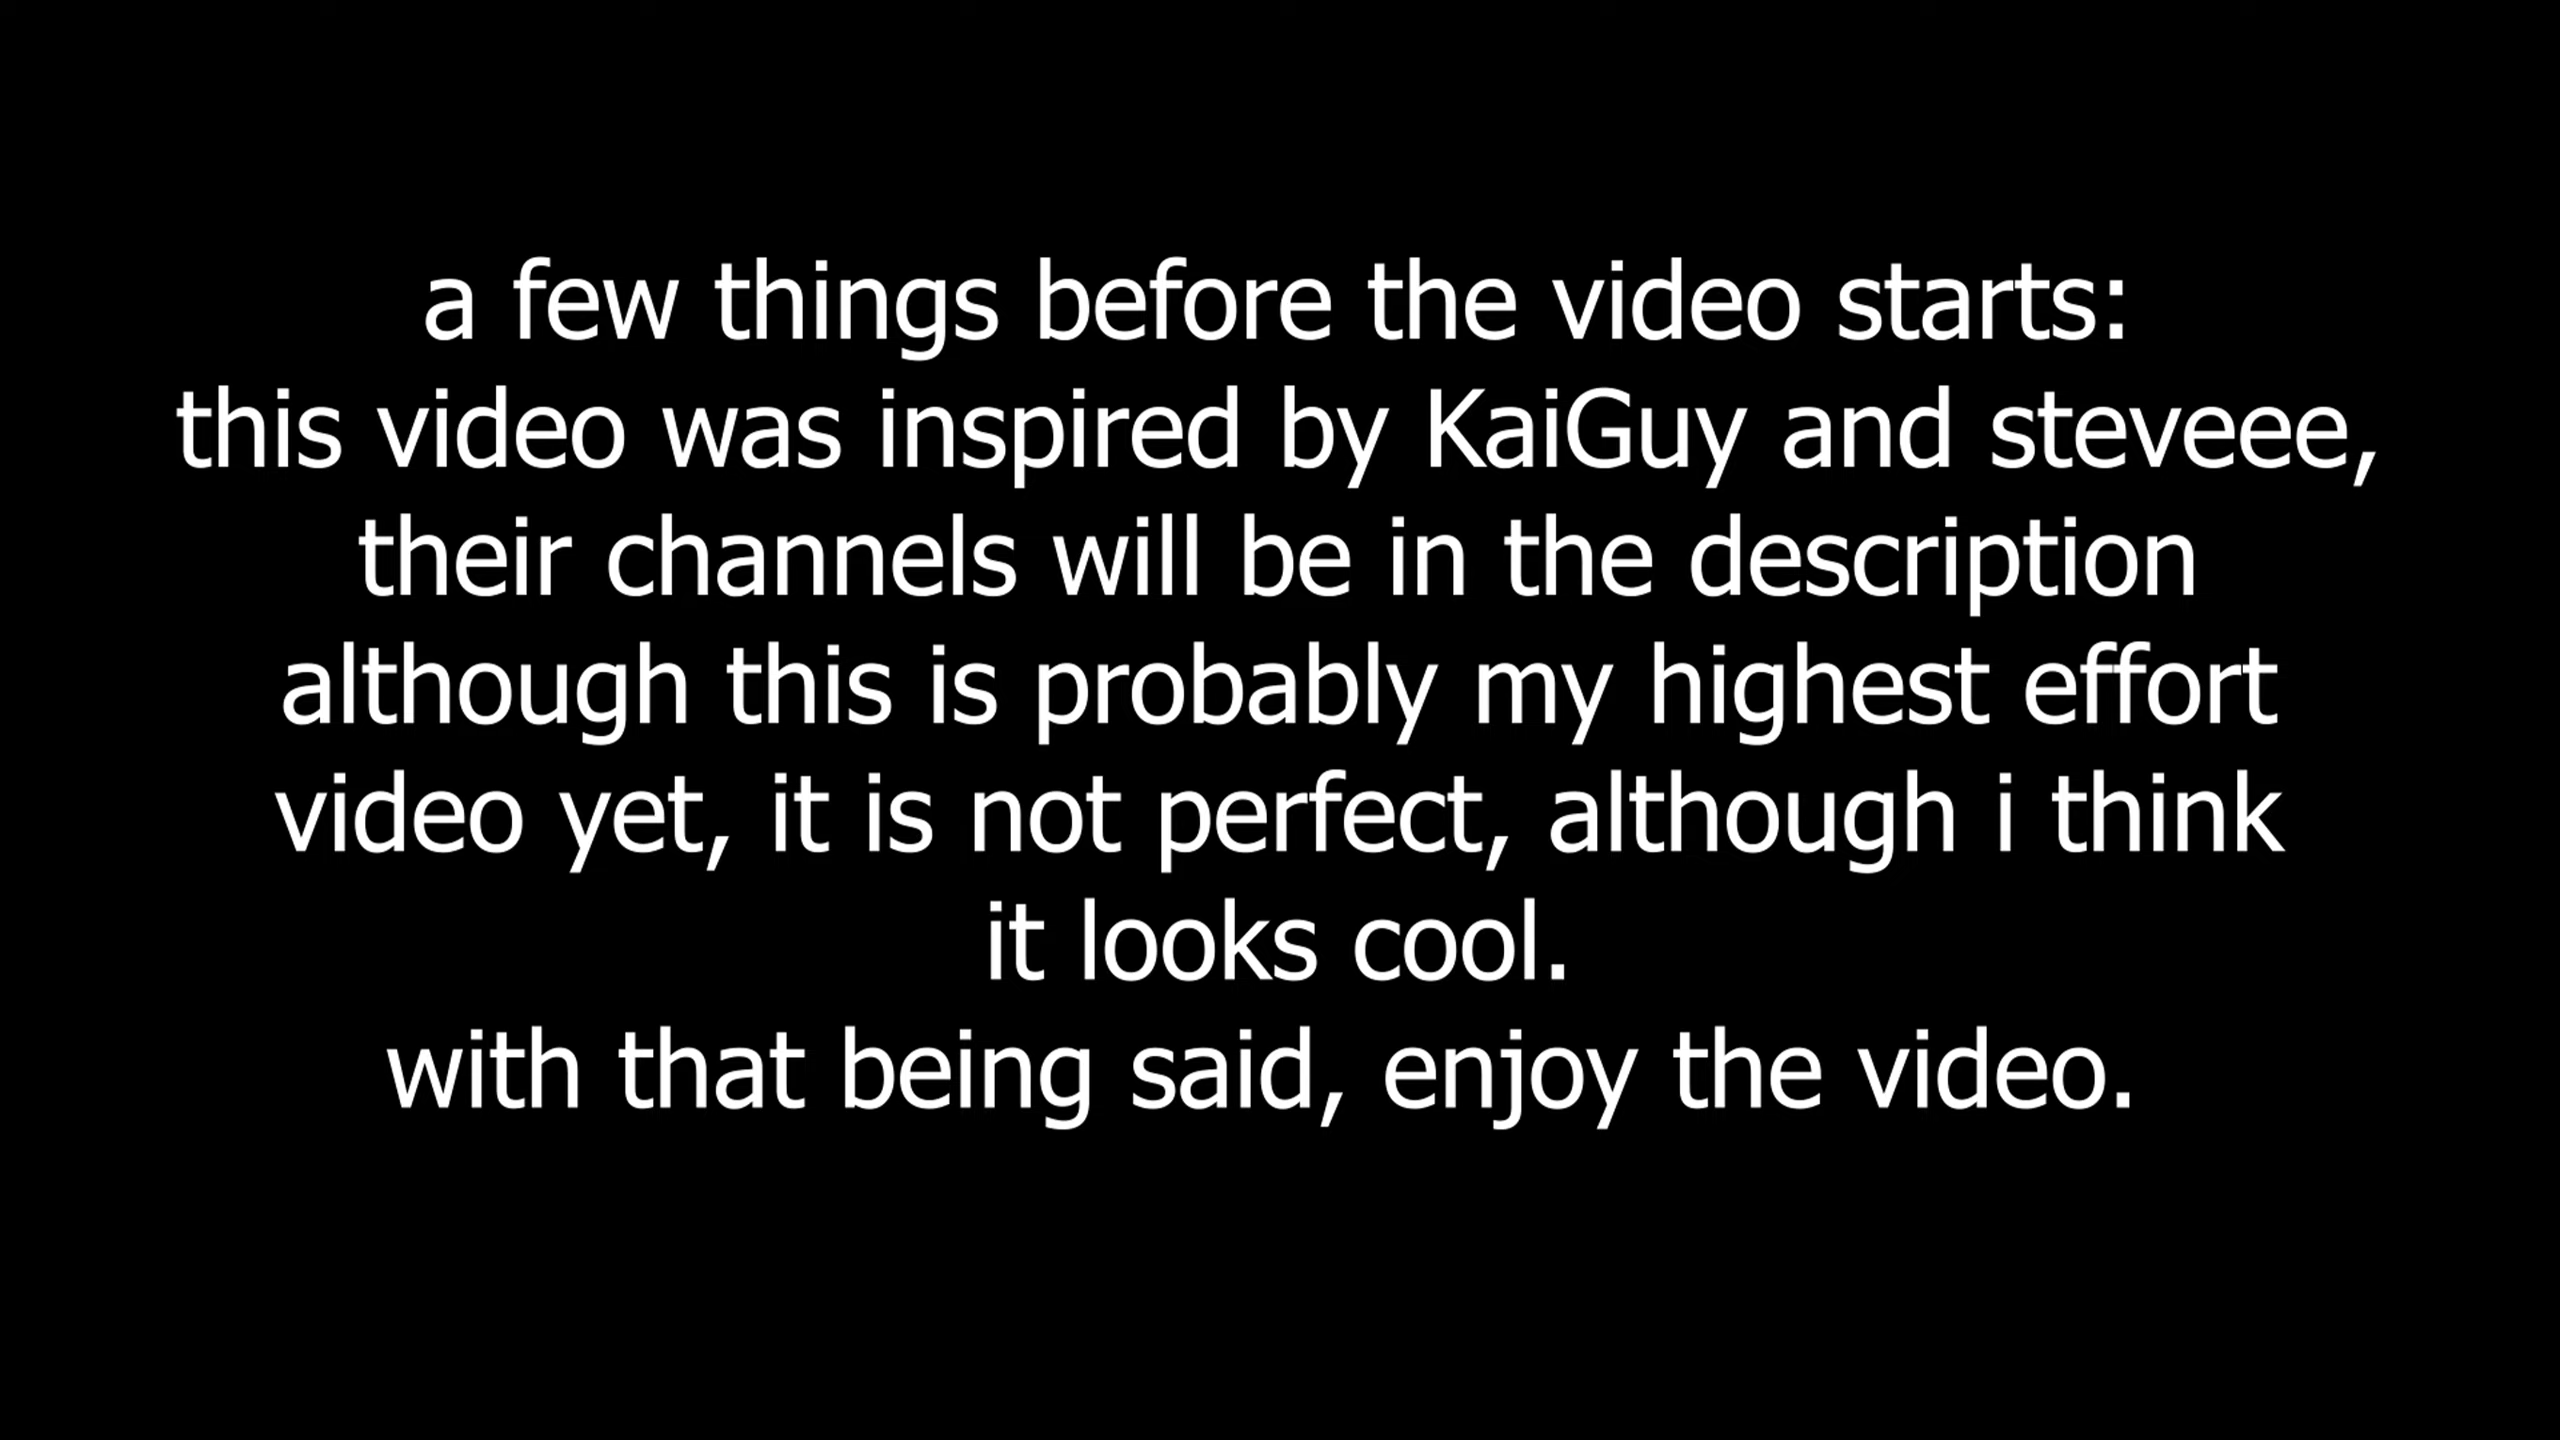 a few things before the video starts:
this video was inspired by KaiGuy and steveee,
their channels will be in the description
although this is probably my highest effort
video yet, it is not perfect, although i think
it looks cool.
with that being said, enjoy the video.